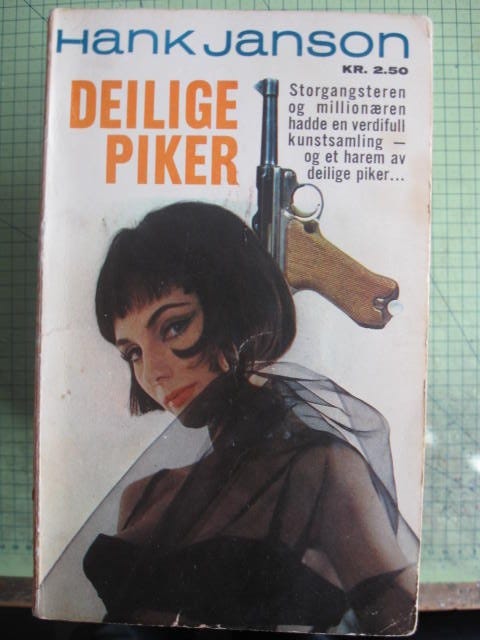 Hank Janson
KR. 2.50
DEILIGE
PIKER
Storgangsteren
og millionæren
hadde en verdifull
kunstsamling —
og et harem av
deilige piker...